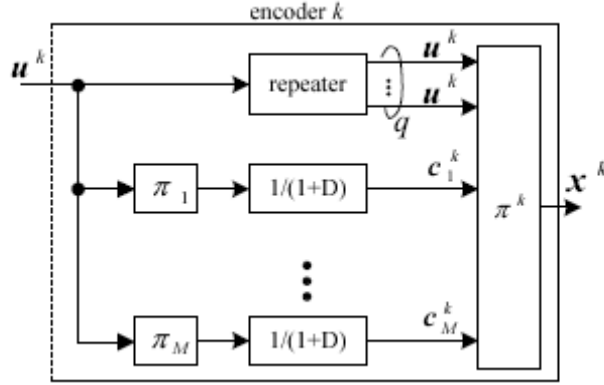 encoder k
u^k
repeater
u^k
u^k
q
π_1
1/(1+D)
c_1^k
π^k
x^k
π_M
1/(1+D)
c_M^k